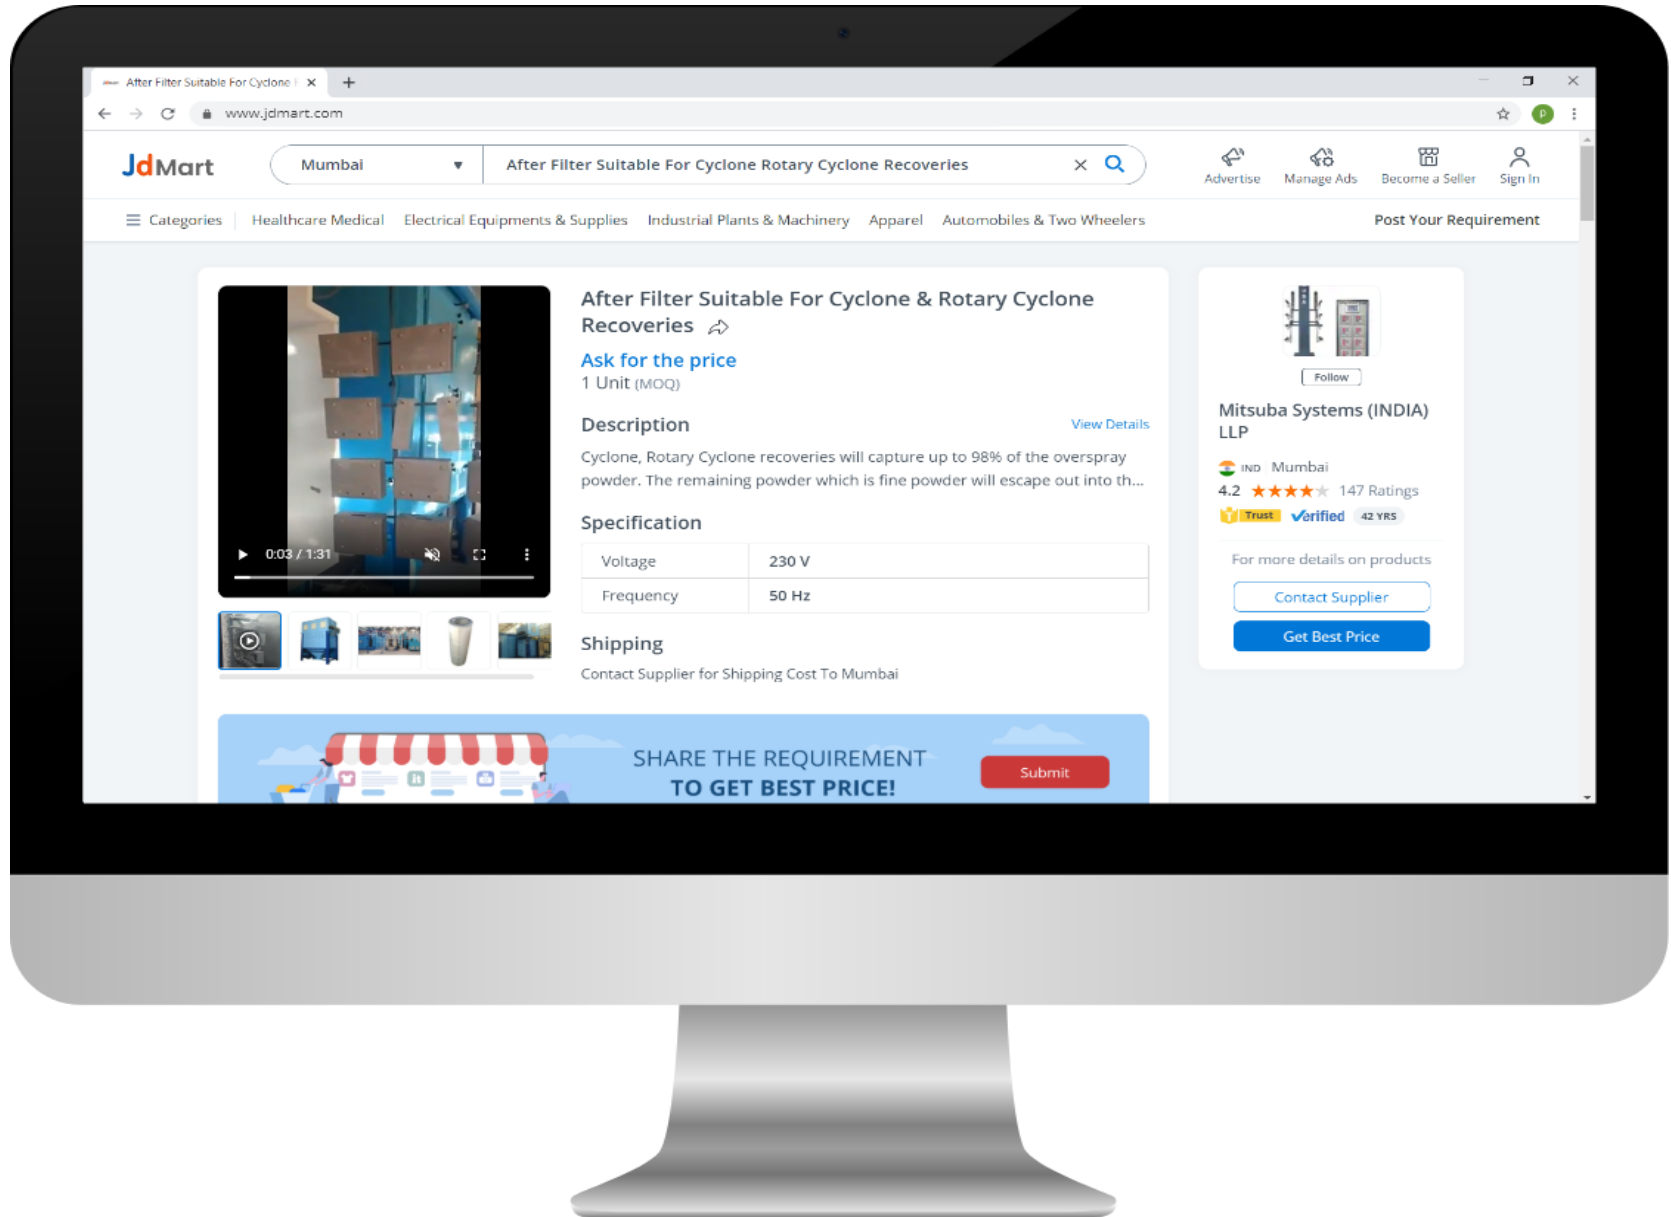 After Filter Suitable For Cyclone
www.jdmart.com
P
JdMart
Mumbai
After Filter Suitable For Cyclone Rotary Cyclone Recoveries
Advertise
Manage Ads
Become a Seller
Sign In
Categories
Healthcare Medical
Electrical Equipments & Supplies
Industrial Plants & Machinery
Apparel
Automobiles & Two Wheelers
Post Your Requirement
After Filter Suitable For Cyclone & Rotary Cyclone
Recoveries
Ask for the price
1 Unit (MOQ)
Description
View Details
Cyclone, Rotary Cyclone recoveries will capture up to 98% of the overspray
powder. The remaining powder which is fine powder will escape out into th...
Specification
Voltage 230 V
Frequency 50 Hz
Shipping
Contact Supplier for Shipping Cost To Mumbai
0:03 / 1:31
SHARE THE REQUIREMENT
TO GET BEST PRICE!
Submit
Follow
Mitsuba Systems (INDIA)
LLP
IND Mumbai
4.2 147 Ratings
Trust Verified 42 YRS
For more details on products
Contact Supplier
Get Best Price